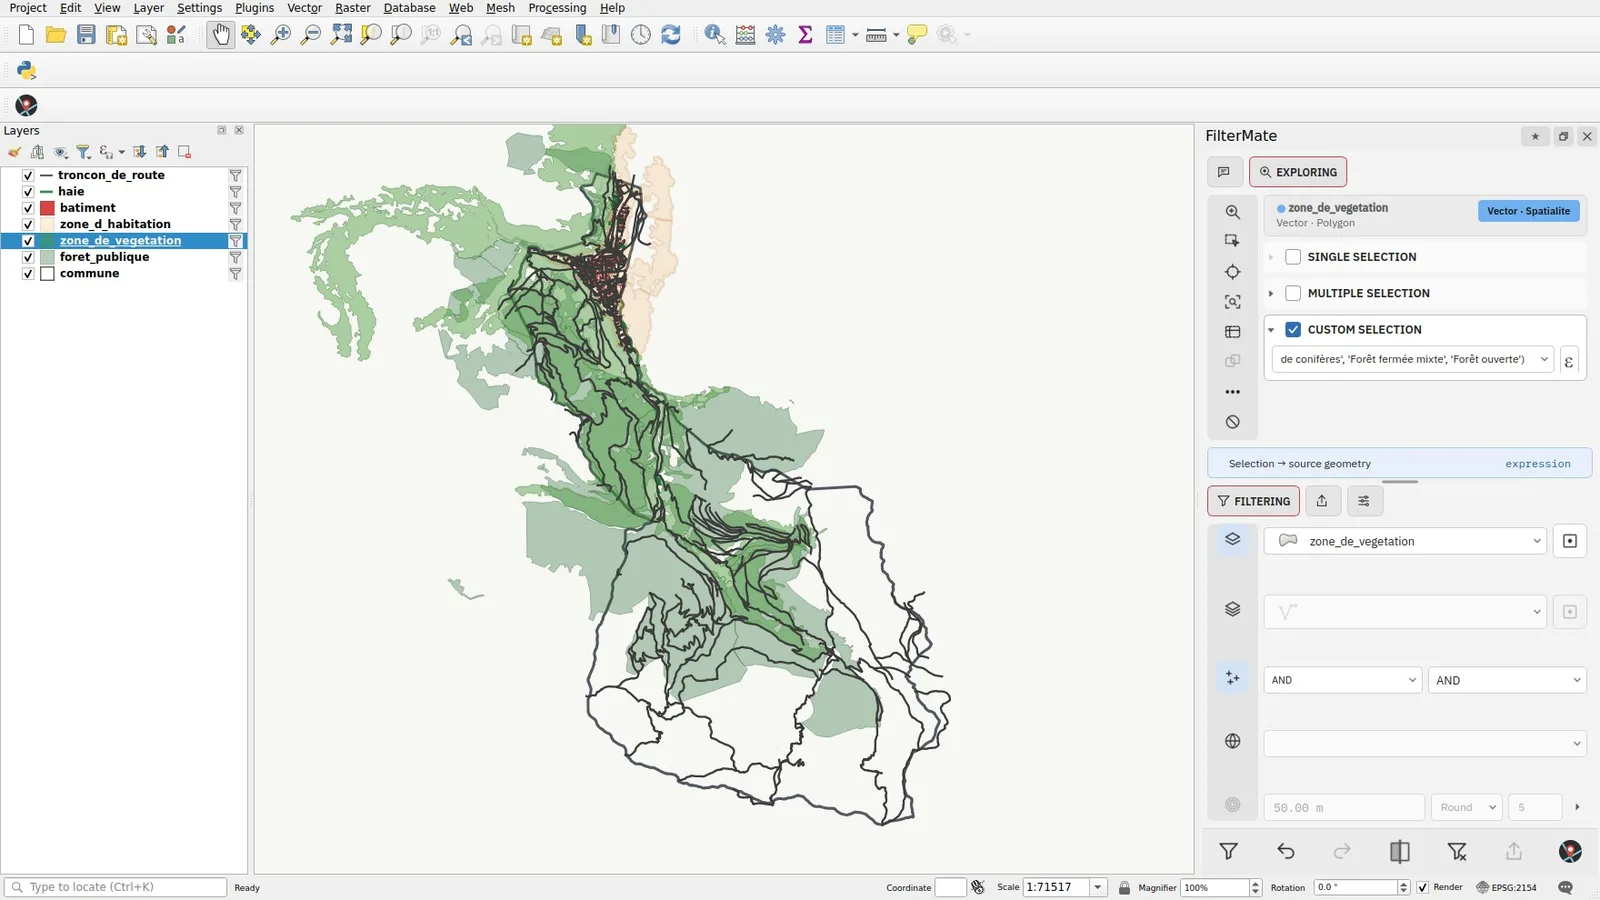 Project Edit View Layer Settings Plugins Vector Raster Database Web Mesh Processing Help
Layers
troncon_de_route
haie
batiment
zone_d_habitation
zone_de_vegetation
foret_publique
commune
FilterMate
EXPLORING
zone_de_vegetation
Vector · Polygon
Vector · Spatialite
SINGLE SELECTION
MULTIPLE SELECTION
CUSTOM SELECTION
de conifères', 'Forêt fermée mixte', 'Forêt ouverte')
ε
Selection → source geometry expression
FILTERING
zone_de_vegetation
AND AND
50.00 m Round 5
Type to locate (Ctrl+K) Ready Coordinate Scale 1:71517 Magnifier 100% Rotation 0.0 ° Render EPSG:2154